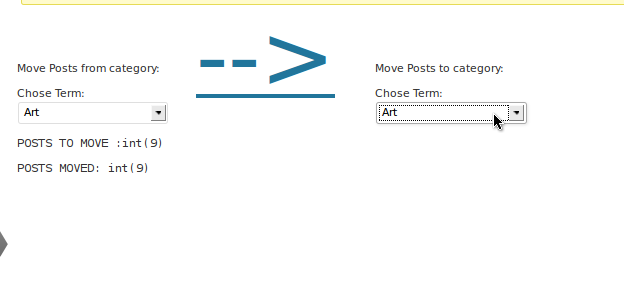 -->
Move Posts from category:
Move Posts to category:
Chose Term:
Chose Term:
Art
Art
POSTS TO MOVE :int(9)
POSTS MOVED: int(9)